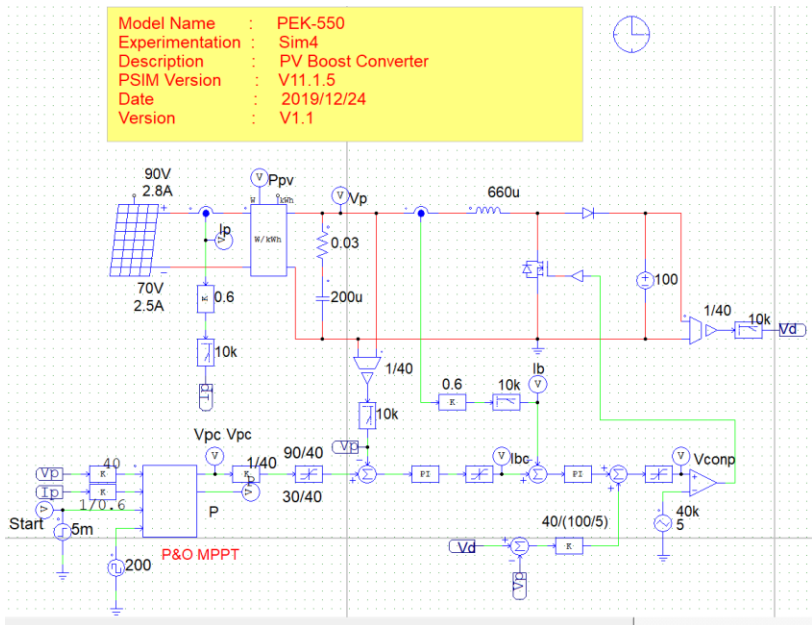 Model Name : PEK-550
Experimentation : Sim4
Description : PV Boost Converter
PSIM Version : V11.1.5
Date : 2019/12/24
Version : V1.1
90V
2.8A
V
Ppv
W
kWh
W/kWh
V
Vp
660u
Ip
V
0.03
K
0.6
200u
100
70V
2.5A
10k
Ip
1/40
10k
Vd
1/40
10k
0.6
K
10k
Ib
V
Vp
Vpc Vpc
V
1/40
K
90/40
30/40
PI
V
Ibc
PI
V
Vconp
Vp
K
40
Ip
K
1/0.6
V
P
P
V
Start
5m
200
P&O MPPT
40k
5
40/(100/5)
Vd
K
Vp